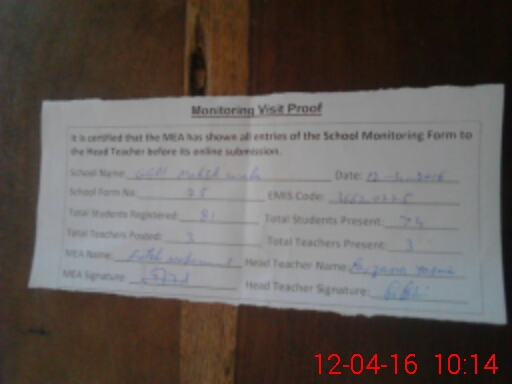 Monitoring Visit Proof
It is certified that the MEA has shown all entries of the School Monitoring Form to
the Head Teacher before its online submission.
School Name: Date: 12-4-2016
School Form No: 25 EMIS Code:
Total Students Registered: 81 Total Students Present: 74
Total Teachers Posted: 3 Total Teachers Present: 3
MEA Name: Head Teacher Name:
MEA Signature: Head Teacher Signature:
12-04-16 10:14